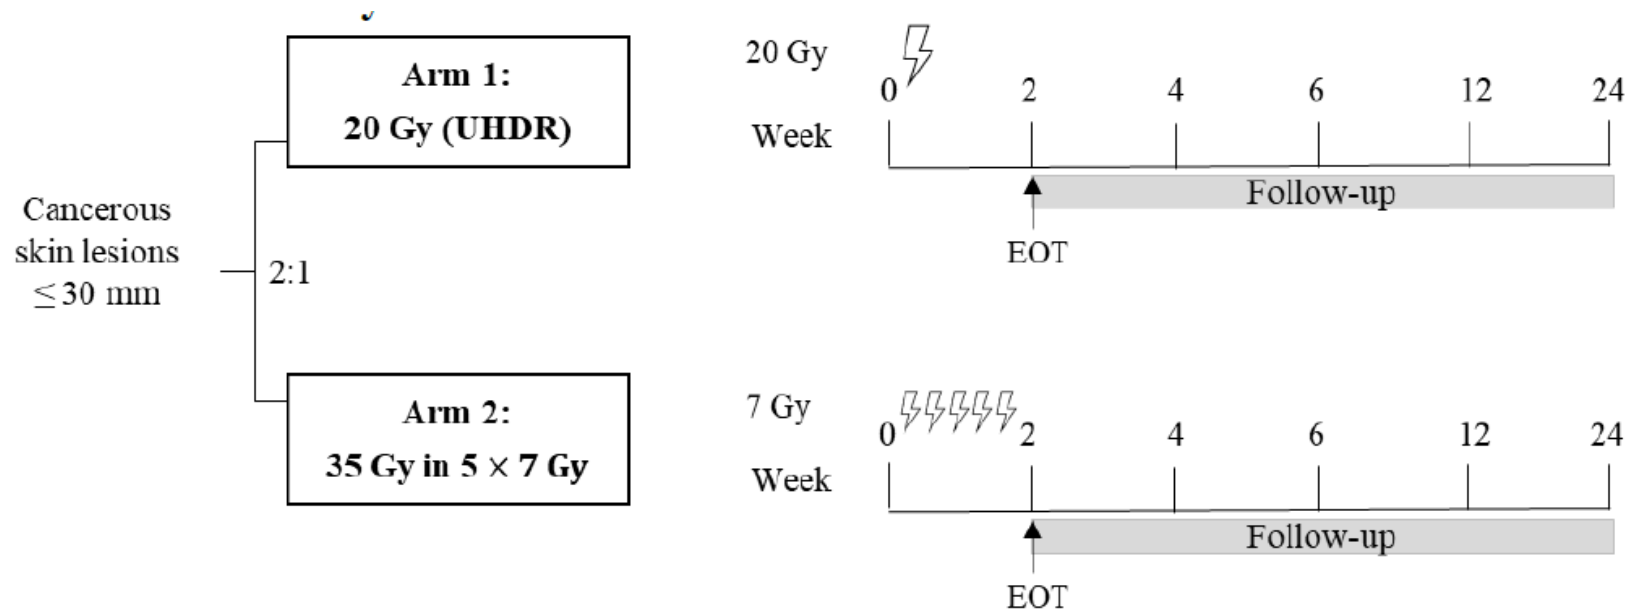 Arm 1:
20 Gy (UHDR)
Cancerous
skin lesions
≤ 30 mm
2:1
Arm 2:
35 Gy in 5 × 7 Gy
20 Gy
0 2 4 6 12 24
Week
Follow-up
EOT
7 Gy
0 2 4 6 12 24
Week
Follow-up
EOT